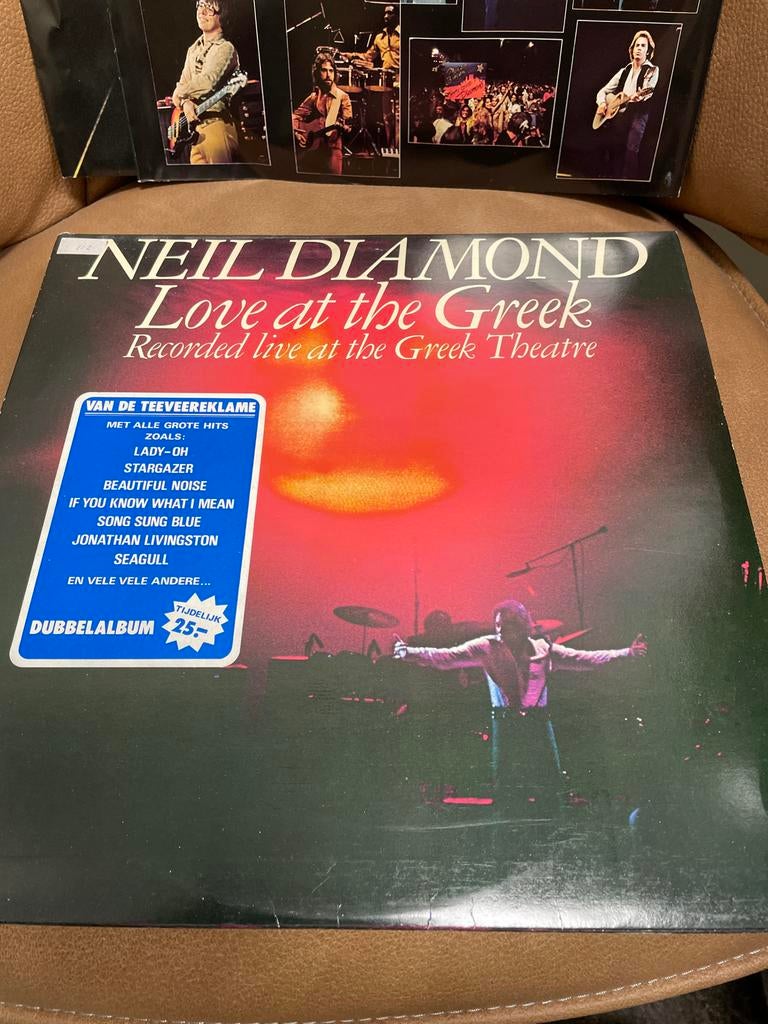 NEIL DIAMOND
Love at the Greek
Recorded live at the Greek Theatre
VAN DE TEEVEEREKLAME
MET ALLE GROTE HITS
ZOALS:
LADY-OH
STARGAZER
BEAUTIFUL NOISE
IF YOU KNOW WHAT I MEAN
SONG SUNG BLUE
JONATHAN LIVINGSTON
SEAGULL
EN VELE VELE ANDERE...
DUBBELALBUM
TIJDELIJK
25.-